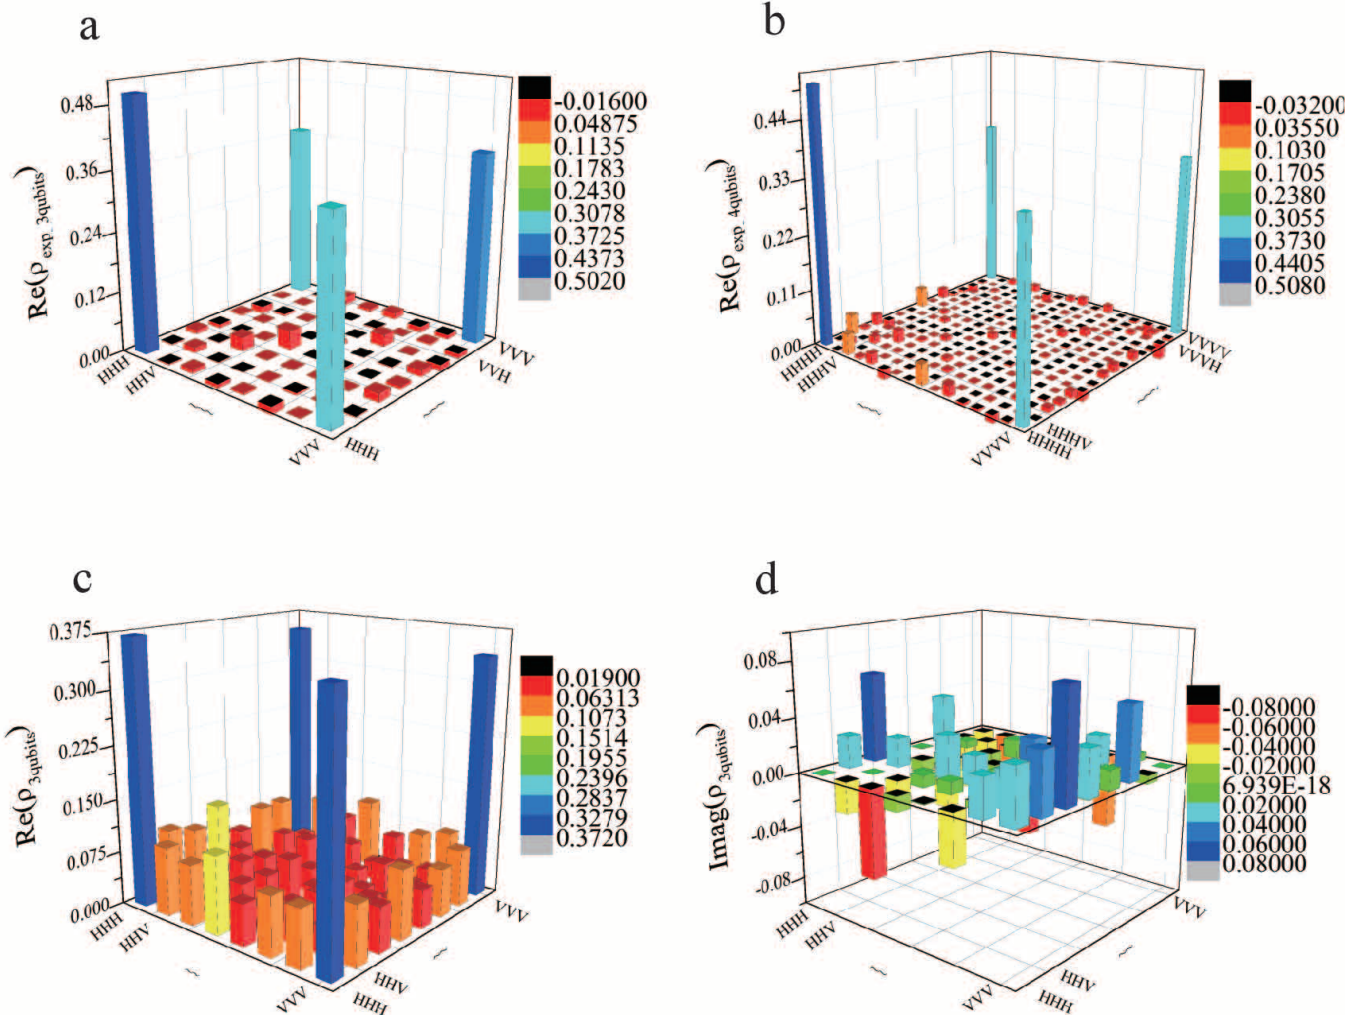 a
0.48
0.36
0.24
0.12
0.00
Re(ρexp_3qubits)
HHH
HHV
VVV
HHH
VVH
VVV
-0.01600
0.04875
0.1135
0.1783
0.2430
0.3078
0.3725
0.4373
0.5020
b
0.44
0.33
0.22
0.11
0.00
Re(ρexp_4qubits)
HHHH
HHHV
VVVV
HHHH
HHHV
VVVH
VVVV
-0.03200
0.03550
0.1030
0.1705
0.2380
0.3055
0.3730
0.4405
0.5080
c
0.375
0.300
0.225
0.150
0.075
0.000
Re(ρ3qubits)
HHH
HHV
VVV
HHH
HHV
VVV
0.01900
0.06313
0.1073
0.1514
0.1955
0.2396
0.2837
0.3279
0.3720
d
0.08
0.04
0.00
-0.04
-0.08
Imag(ρ3qubits)
HHH
HHV
VVV
HHH
HHV
VVV
-0.08000
-0.06000
-0.04000
-0.02000
6.939E-18
0.02000
0.04000
0.06000
0.08000